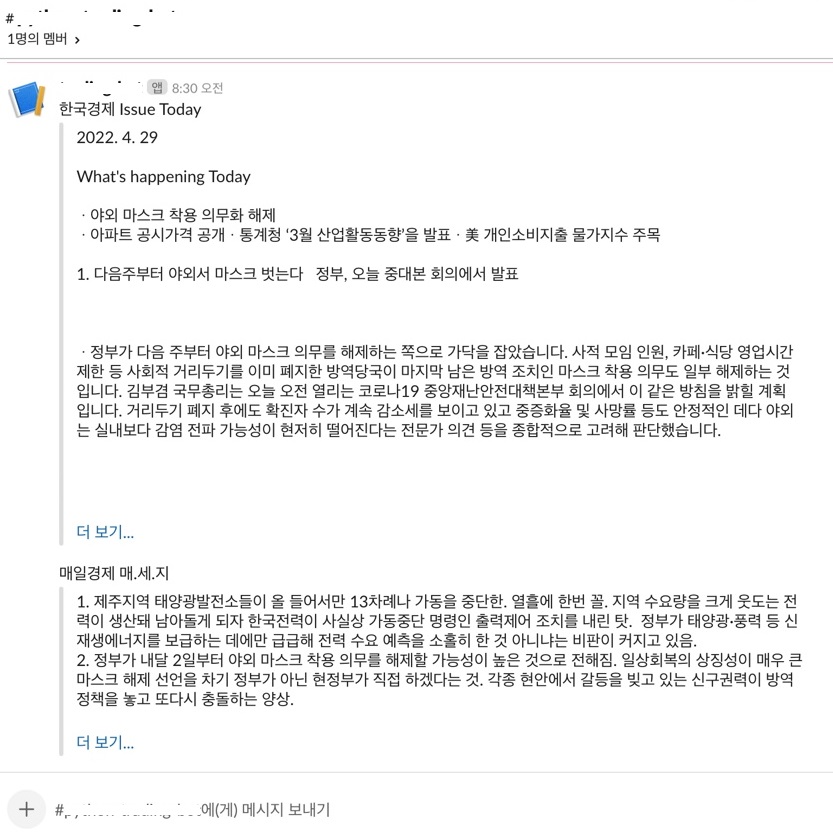 #
1명의 멤버 >
앱 8:30 오전
한국경제 Issue Today
2022. 4. 29
What's happening Today
· 야외 마스크 착용 의무화 해제
· 아파트 공시가격 공개 · 통계청 ‘3월 산업활동동향’을 발표 · 美 개인소비지출 물가지수 주목
1. 다음주부터 야외서 마스크 벗는다   정부, 오늘 중대본 회의에서 발표
· 정부가 다음 주부터 야외 마스크 의무를 해제하는 쪽으로 가닥을 잡았습니다. 사적 모임 인원, 카페·식당 영업시간
제한 등 사회적 거리두기를 이미 폐지한 방역당국이 마지막 남은 방역 조치인 마스크 착용 의무도 일부 해제하는 것
입니다. 김부겸 국무총리는 오늘 오전 열리는 코로나19 중앙재난안전대책본부 회의에서 이 같은 방침을 밝힐 계획
입니다. 거리두기 폐지 후에도 확진자 수가 계속 감소세를 보이고 있고 중증화율 및 사망률 등도 안정적인 데다 야외
는 실내보다 감염 전파 가능성이 현저히 떨어진다는 전문가 의견 등을 종합적으로 고려해 판단했습니다.
더 보기...
매일경제 매.세.지
1. 제주지역 태양광발전소들이 올 들어서만 13차례나 가동을 중단한. 열흘에 한번 꼴. 지역 수요량을 크게 웃도는 전
력이 생산돼 남아돌게 되자 한국전력이 사실상 가동중단 명령인 출력제어 조치를 내린 탓.  정부가 태양광·풍력 등 신
재생에너지를 보급하는 데에만 급급해 전력 수요 예측을 소홀히 한 것 아니냐는 비판이 커지고 있음.
2. 정부가 내달 2일부터 야외 마스크 착용 의무를 해제할 가능성이 높은 것으로 전해짐. 일상회복의 상징성이 매우 큰
마스크 해제 선언을 차기 정부가 아닌 현정부가 직접 하겠다는 것. 각종 현안에서 갈등을 빚고 있는 신구권력이 방역
정책을 놓고 또다시 충돌하는 양상.
더 보기...
#에(게) 메시지 보내기